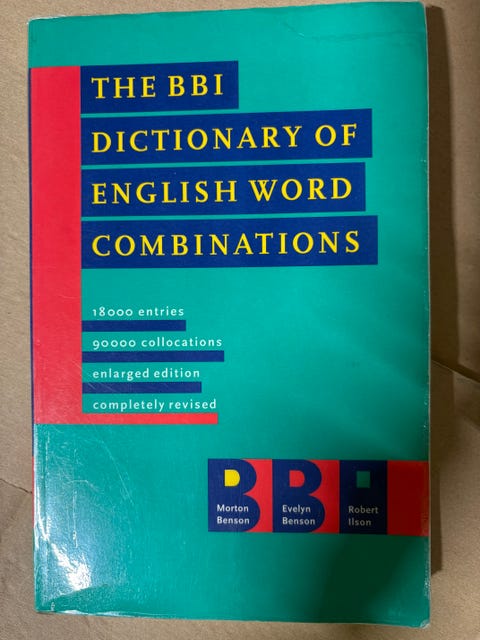 THE BBI
DICTIONARY OF
ENGLISH WORD
COMBINATIONS
18000 entries
90000 collocations
enlarged edition
completely revised
BBI
Morton Evelyn Robert
Benson Benson Ilson